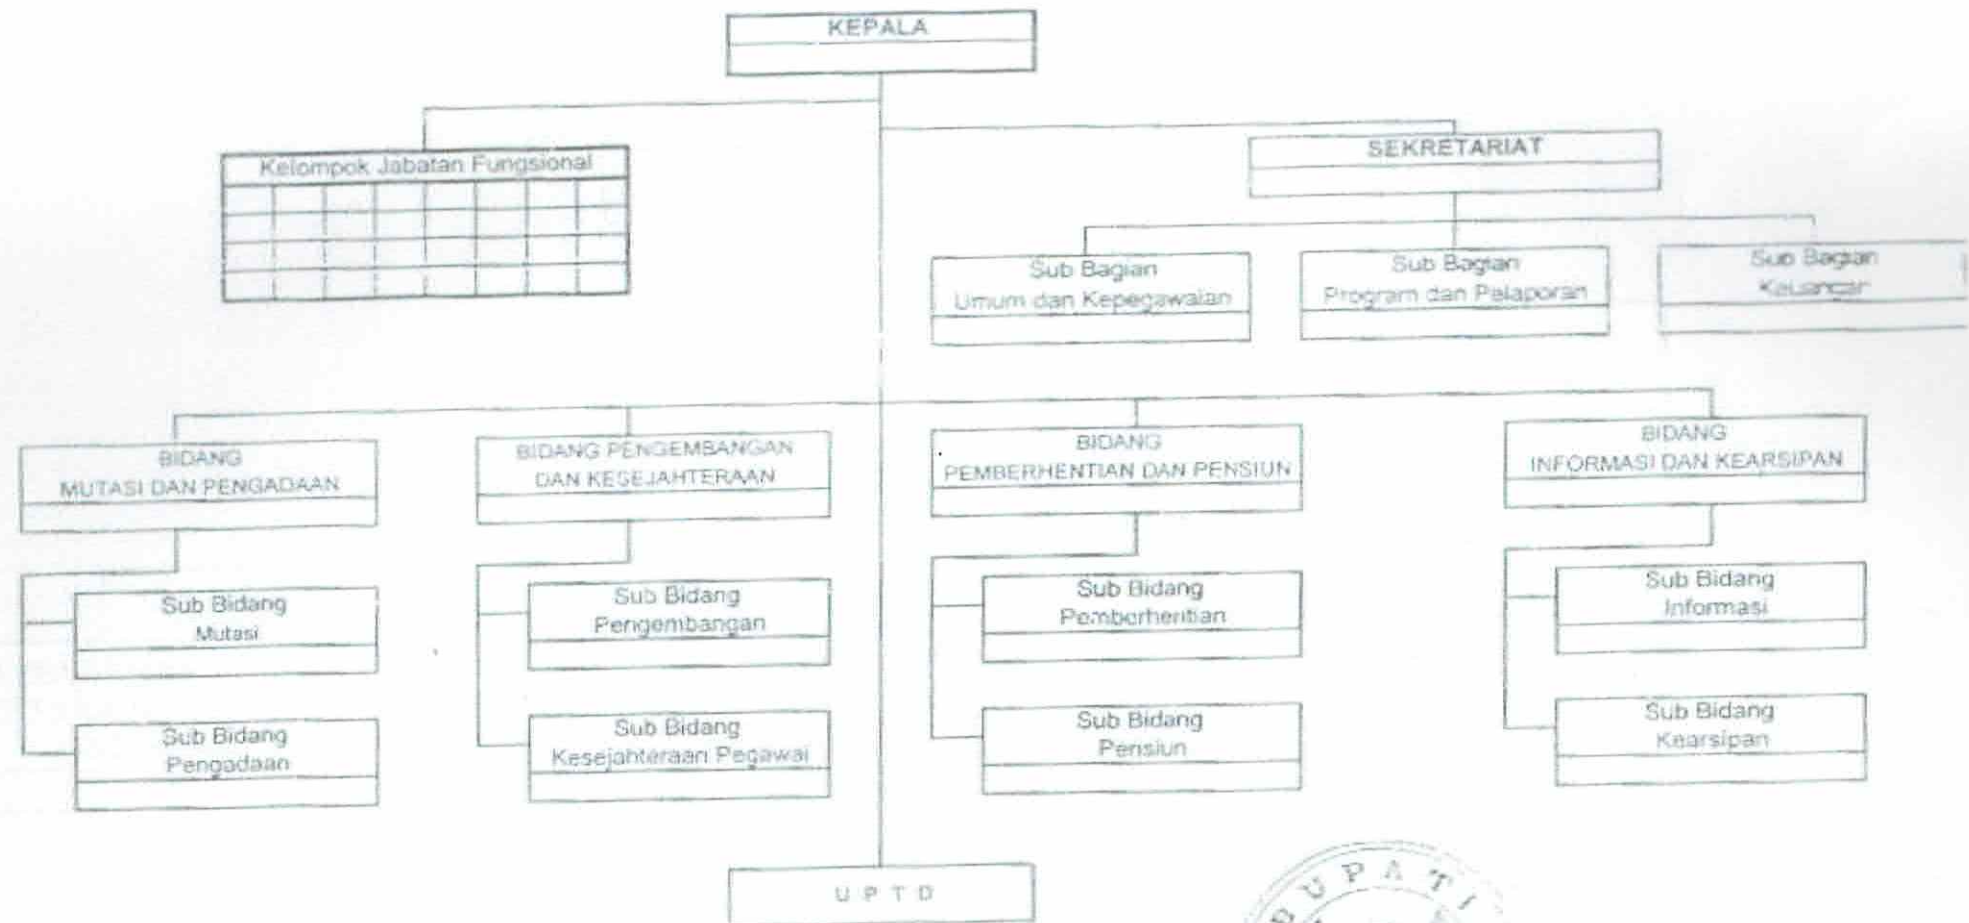 KEPALA
Kelompok Jabatan Fungsional
SEKRETARIAT
Sub Bagian
Umum dan Kepegawaian
Sub Bagian
Program dan Pelaporan
Sub Bagian
BIDANG
MUTASI DAN PENGADAAN
BIDANG PENGEMBANGAN
DAN KESEJAHTERAAN
BIDANG
PEMBERHENTIAN DAN PENSIUN
BIDANG
INFORMASI DAN KEARSIPAN
Sub Bidang
Mutasi
Sub Bidang
Pengembangan
Sub Bidang
Pemberhentian
Sub Bidang
Informasi
Sub Bidang
Pengadaan
Sub Bidang
Kesejahteraan Pegawai
Sub Bidang
Pensiun
Sub Bidang
Kearsipan
U P T D
BUPATI